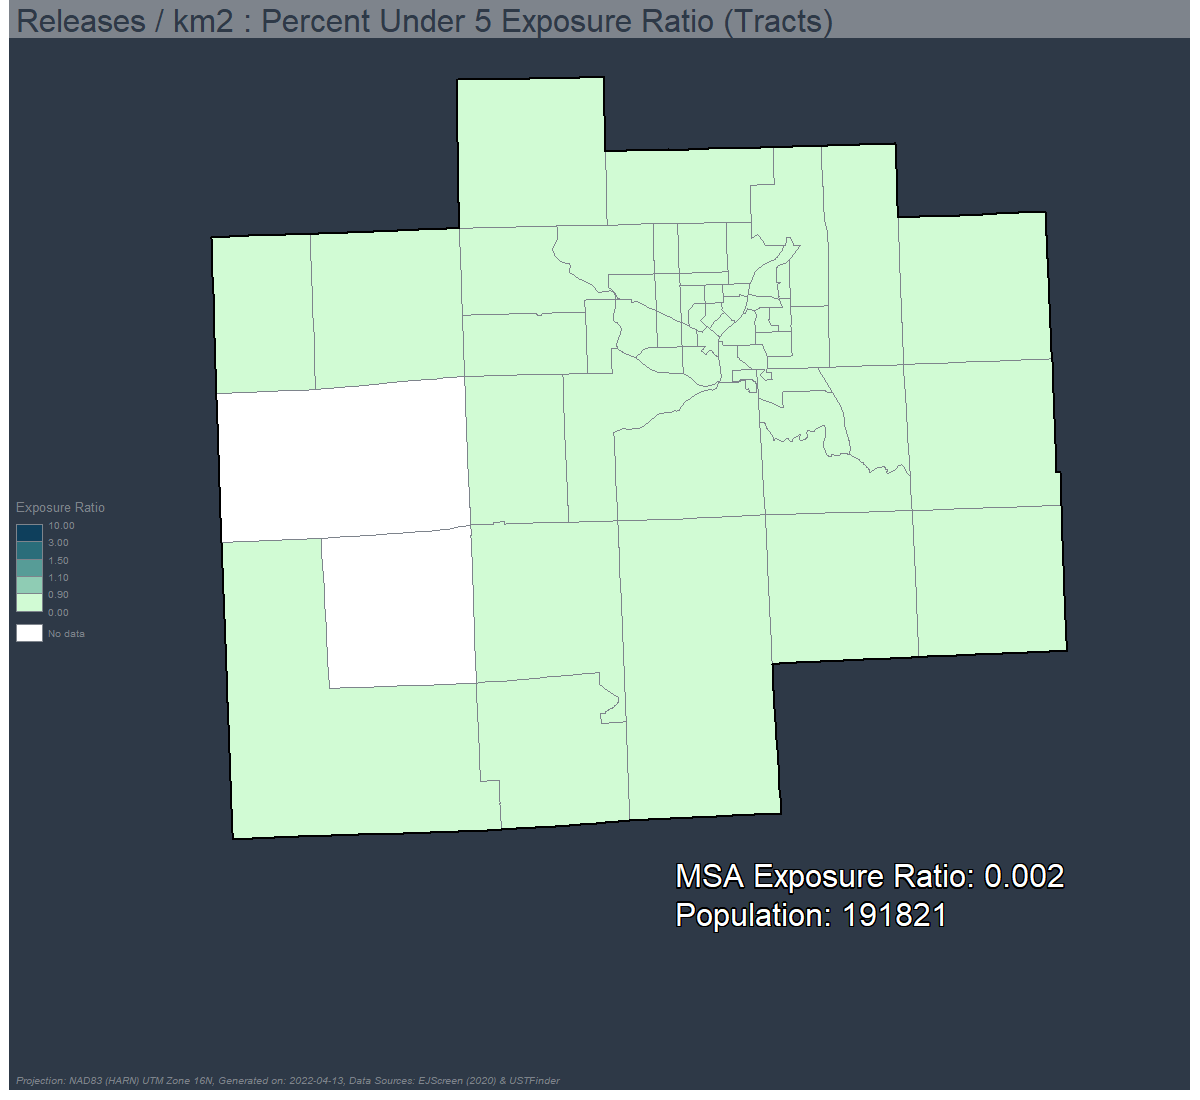 Releases / km2 : Percent Under 5 Exposure Ratio (Tracts)
Exposure Ratio
10.00
3.00
1.50
1.10
0.90
0.00
No data
MSA Exposure Ratio: 0.002
Population: 191821
Projection: NAD83 (HARN) UTM Zone 16N, Generated on: 2022-04-13, Data Sources: EJScreen (2020) & USTFinder